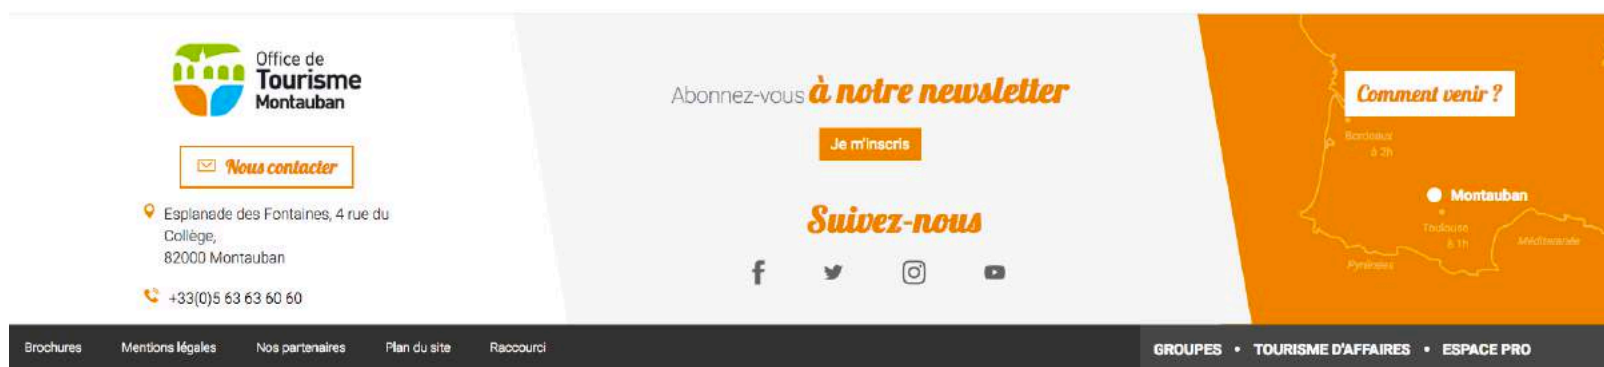 Office de
Tourisme
Montauban
Nous contacter
Esplanade des Fontaines, 4 rue du
Collège,
82000 Montauban
+33(0)5 63 63 60 60
Abonnez-vous à notre newsletter
Je m'inscris
Suivez-nous
Comment venir ?
Bordeaux
à 2h
Montauban
Toulouse
à 1h
Méditerranée
Pyrénées
Brochures Mentions légales Nos partenaires Plan du site Raccourci
GROUPES • TOURISME D'AFFAIRES • ESPACE PRO